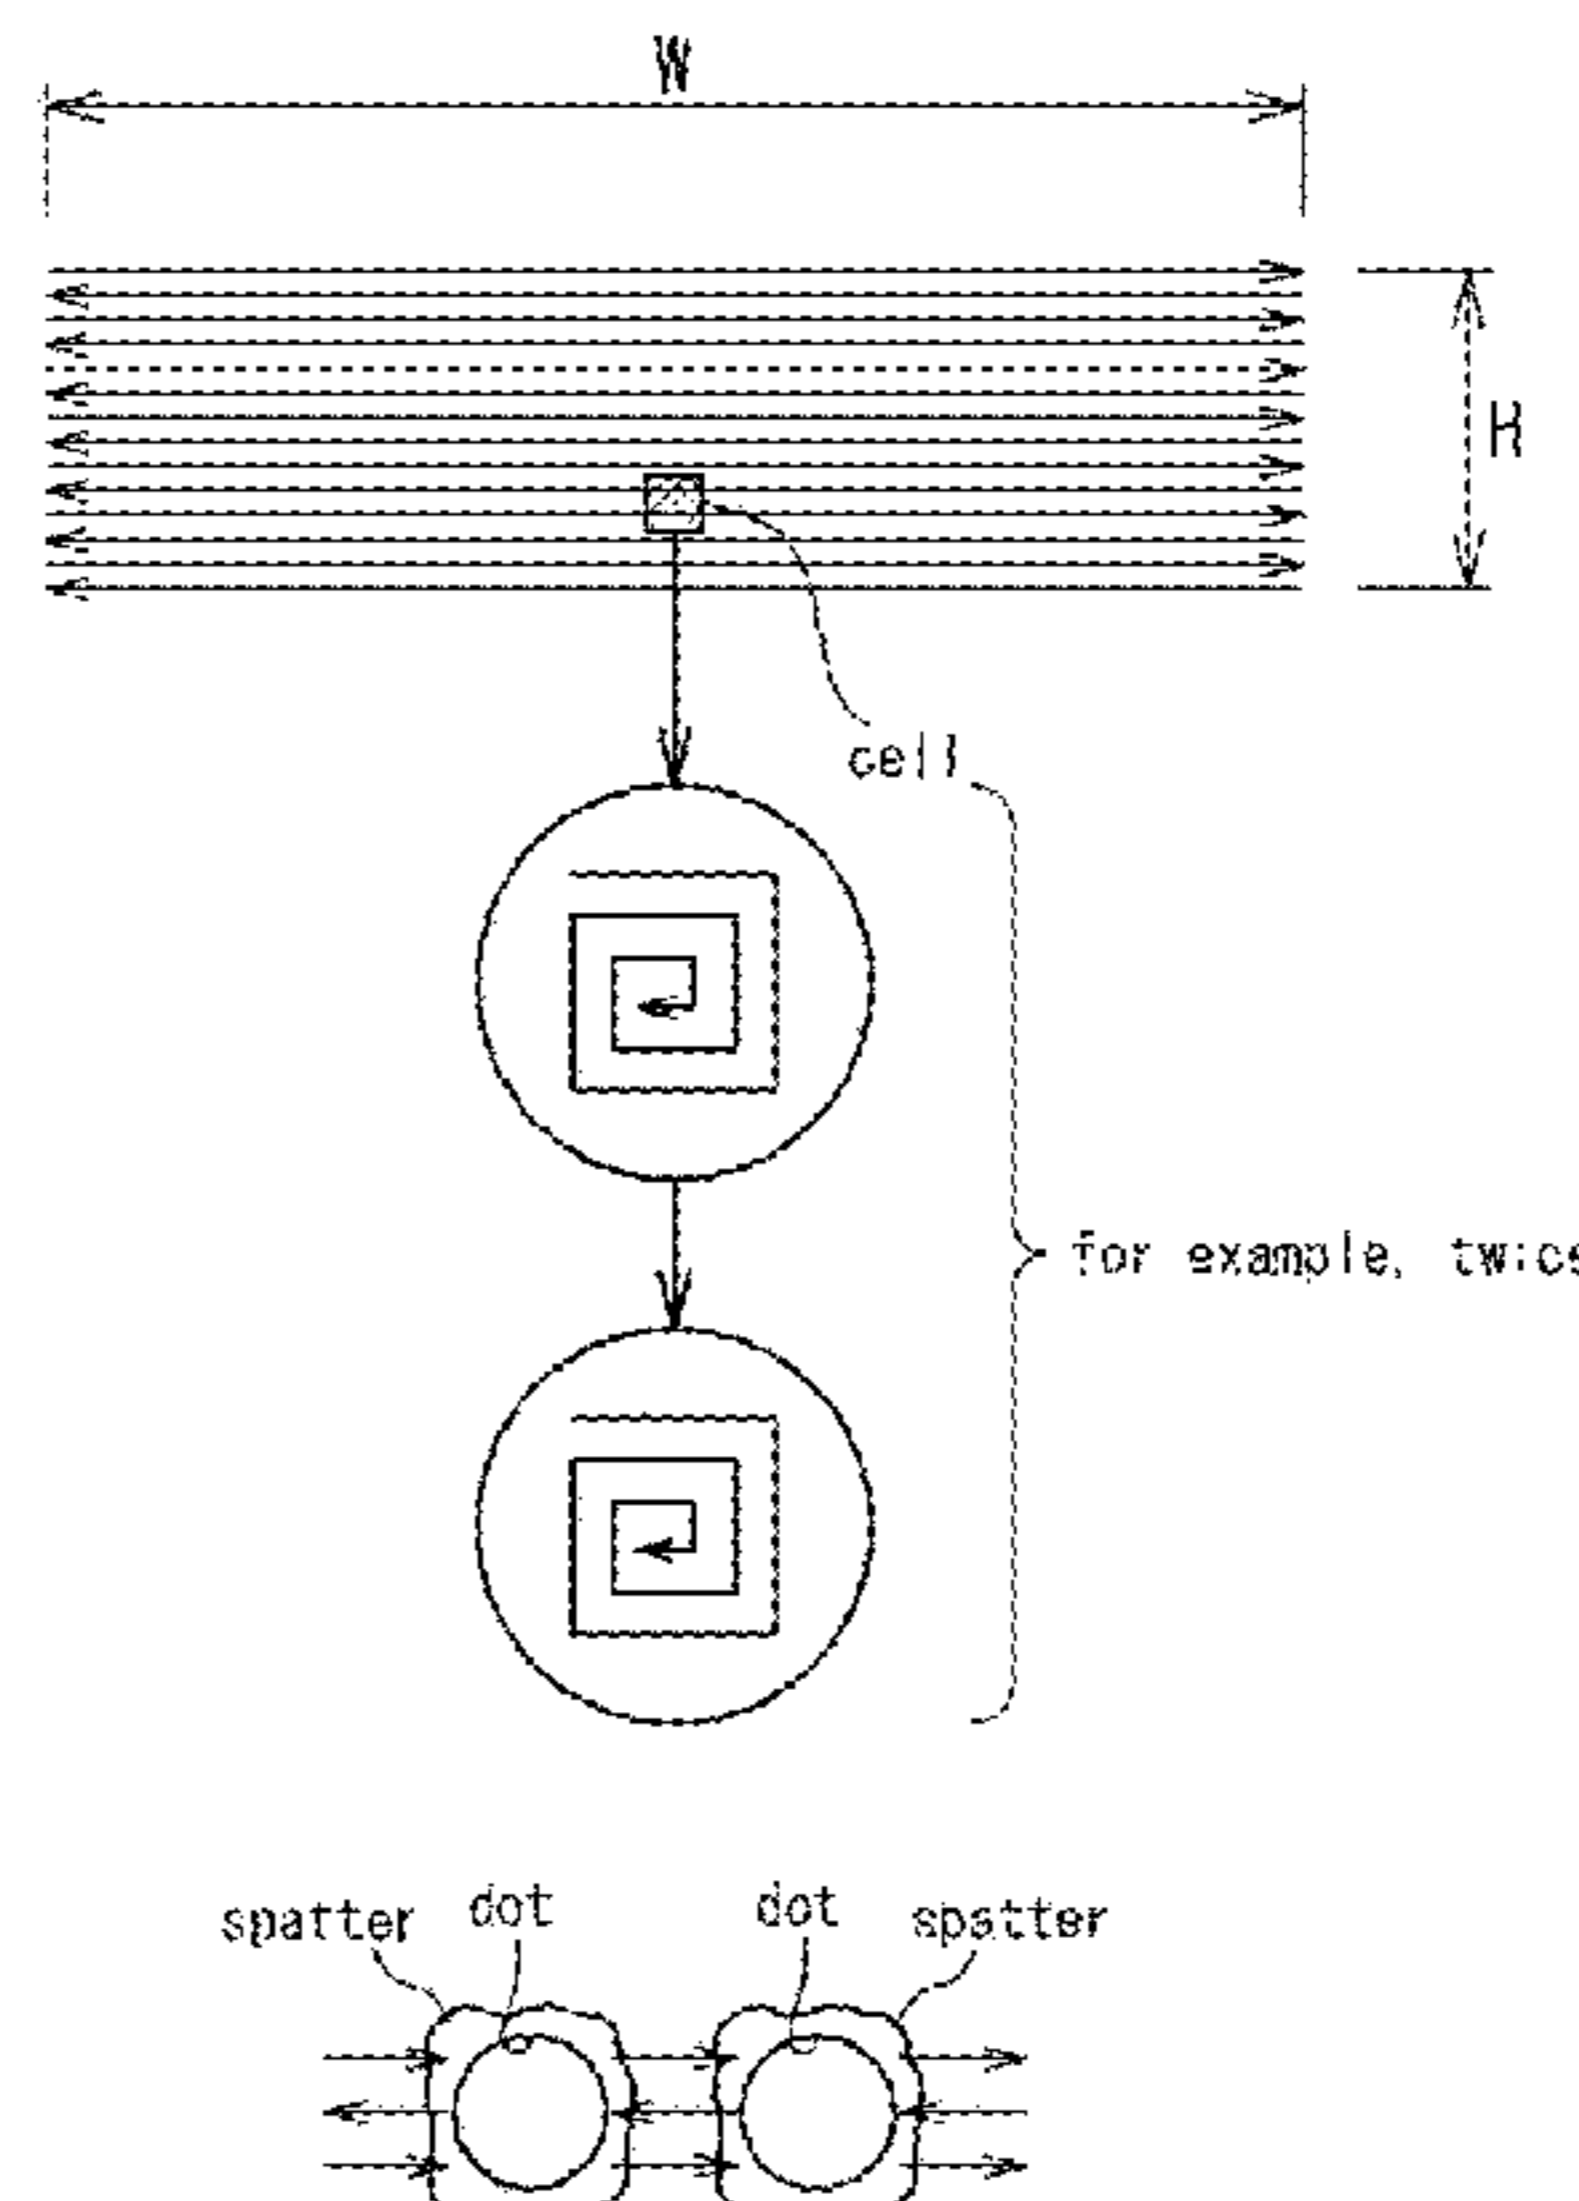 W
H
cell
for example, twice
spatter dot dot spatter